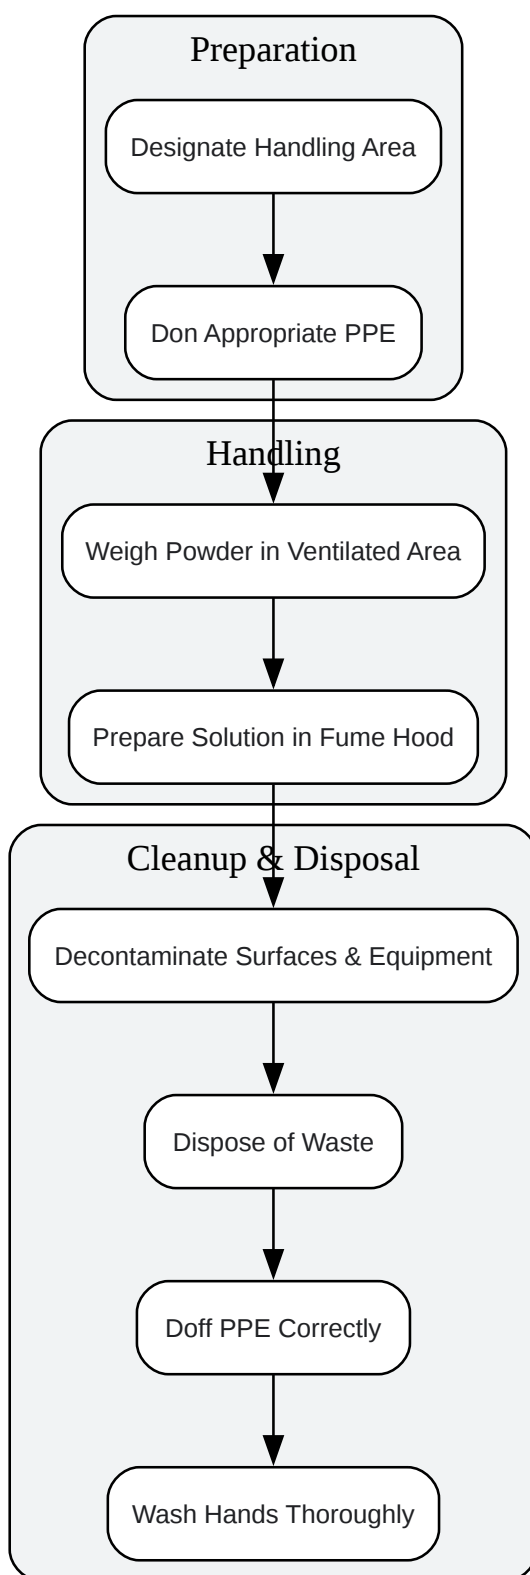 Preparation
Designate Handling Area
Don Appropriate PPE
Handling
Weigh Powder in Ventilated Area
Prepare Solution in Fume Hood
Cleanup & Disposal
Decontaminate Surfaces & Equipment
Dispose of Waste
Doff PPE Correctly
Wash Hands Thoroughly